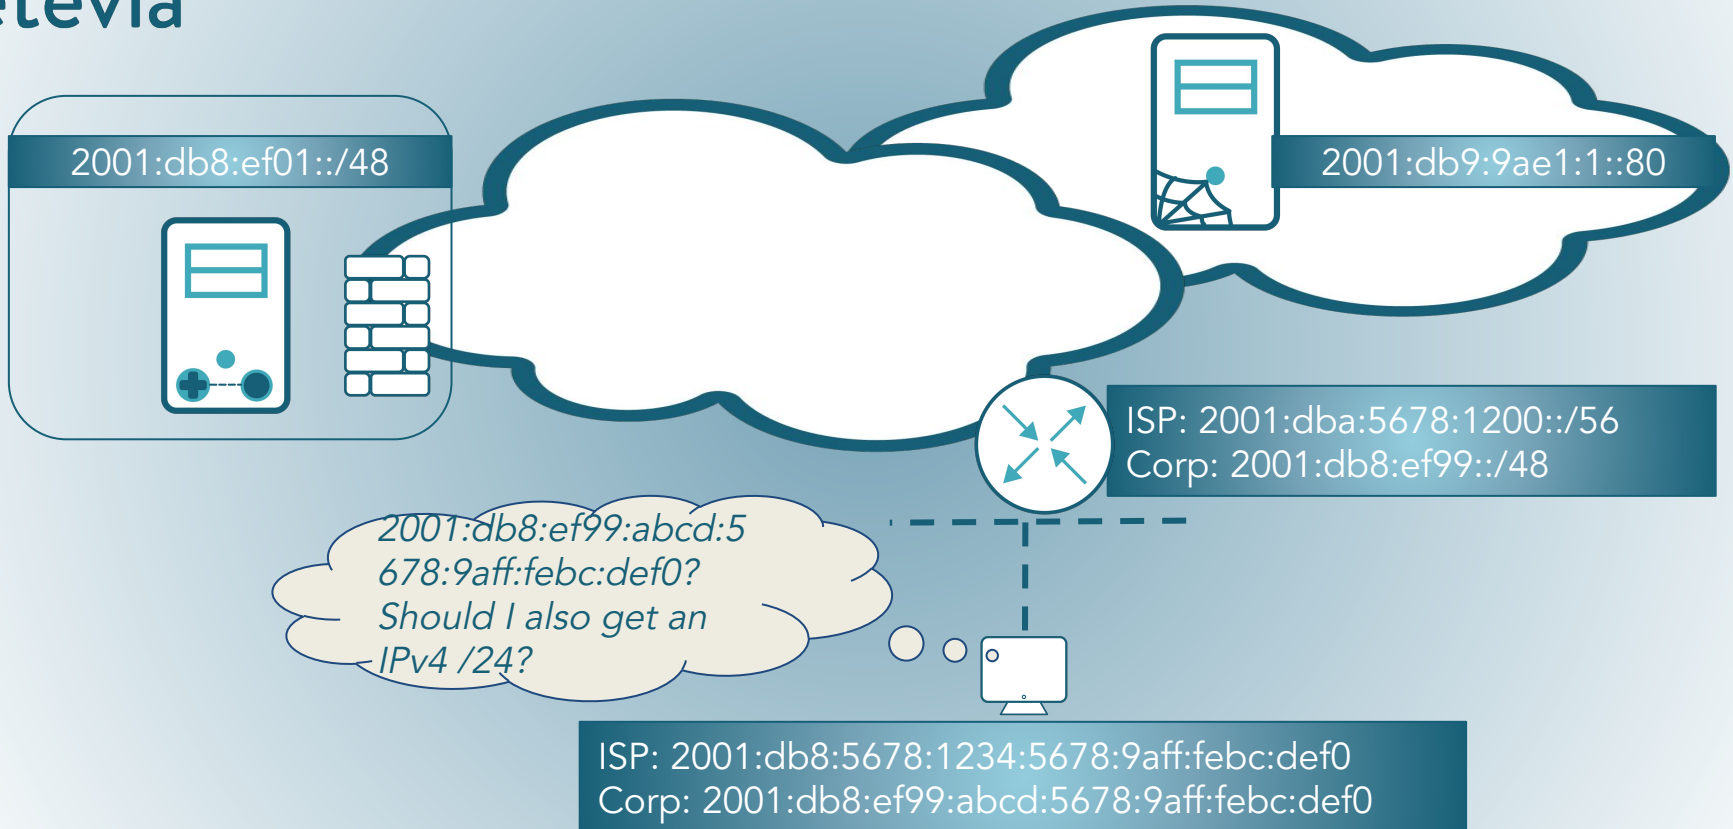 etevia
2001:db8:ef01::/48
2001:db9:9ae1:1::80
ISP: 2001:dba:5678:1200::/56
Corp: 2001:db8:ef99::/48
2001:db8:ef99:abcd:5
678:9aff:febc:def0?
Should I also get an
IPv4 /24?
ISP: 2001:db8:5678:1234:5678:9aff:febc:def0
Corp: 2001:db8:ef99:abcd:5678:9aff:febc:def0